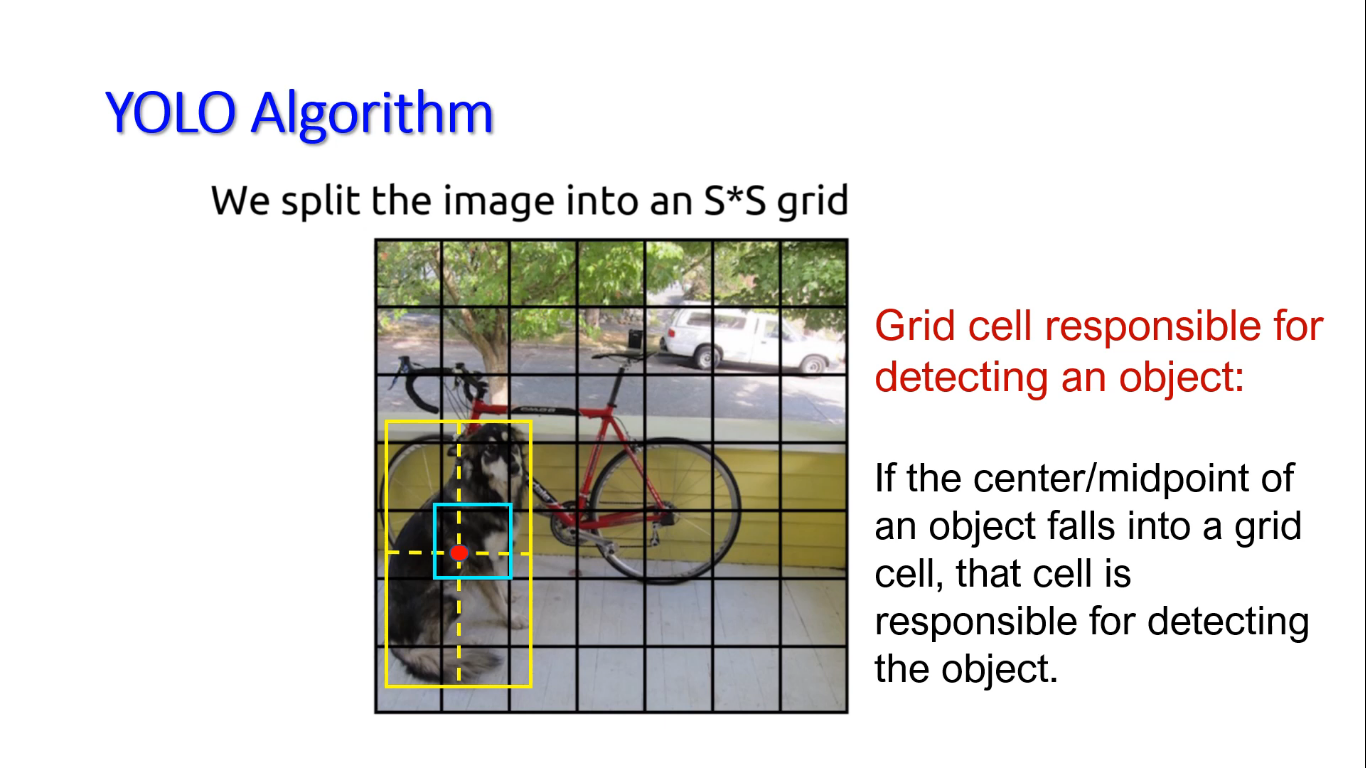 YOLO Algorithm
We split the image into an S*S grid
Grid cell responsible for
detecting an object:
If the center/midpoint of
an object falls into a grid
cell, that cell is
responsible for detecting
the object.